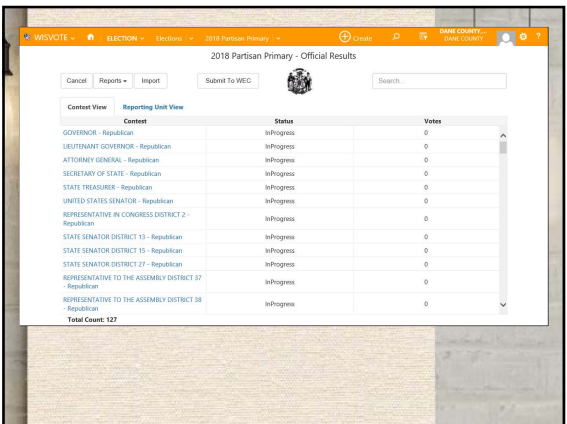 WISVOTE ELECTION Elections 2018 Partisan Primary Create DANE COUNTY,... ?
DANE COUNTY
2018 Partisan Primary - Official Results
Cancel Reports Import Submit To WEC Search...
Contest View Reporting Unit View
Contest Status Votes
GOVERNOR - Republican InProgress 0
LIEUTENANT GOVERNOR - Republican InProgress 0
ATTORNEY GENERAL - Republican InProgress 0
SECRETARY OF STATE - Republican InProgress 0
STATE TREASURER - Republican InProgress 0
UNITED STATES SENATOR - Republican InProgress 0
REPRESENTATIVE IN CONGRESS DISTRICT 2 -
Republican InProgress 0
STATE SENATOR DISTRICT 13 - Republican InProgress 0
STATE SENATOR DISTRICT 15 - Republican InProgress 0
STATE SENATOR DISTRICT 27 - Republican InProgress 0
REPRESENTATIVE TO THE ASSEMBLY DISTRICT 37
- Republican InProgress 0
REPRESENTATIVE TO THE ASSEMBLY DISTRICT 38
- Republican InProgress 0
Total Count: 127